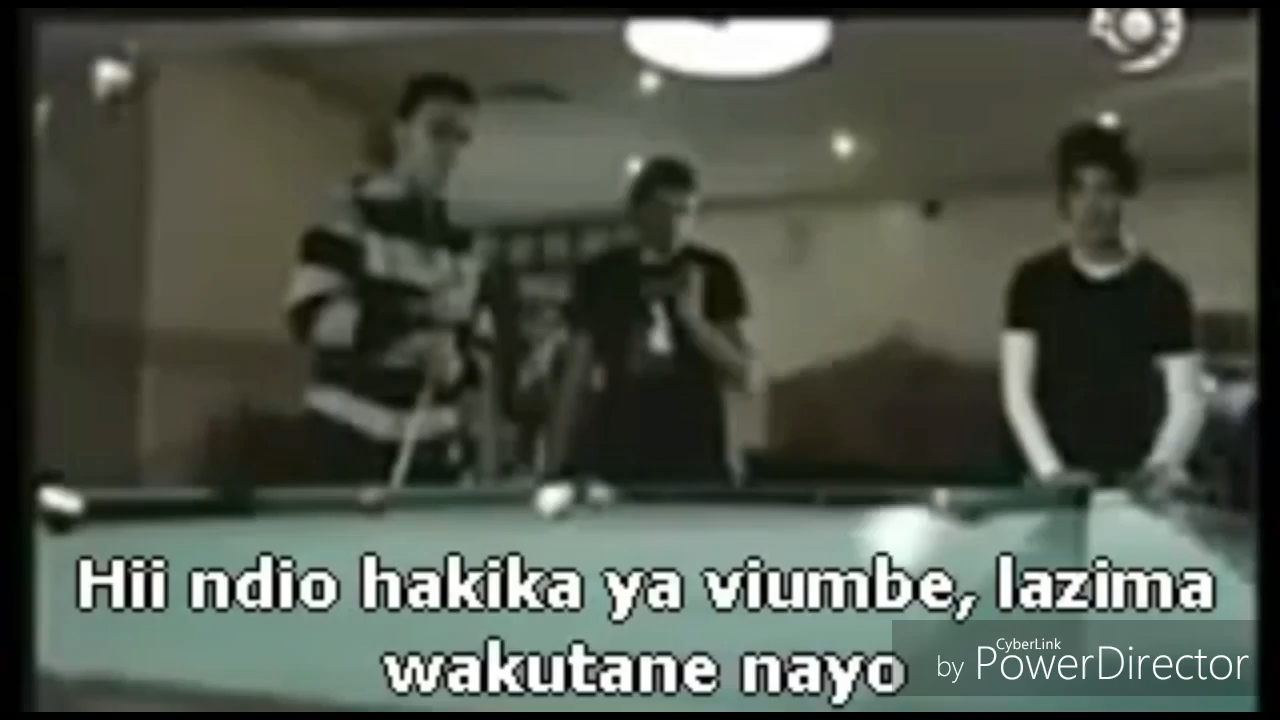 Hii ndio hakika ya viumbe, lazima
wakutane nayo
CyberLink
by PowerDirector